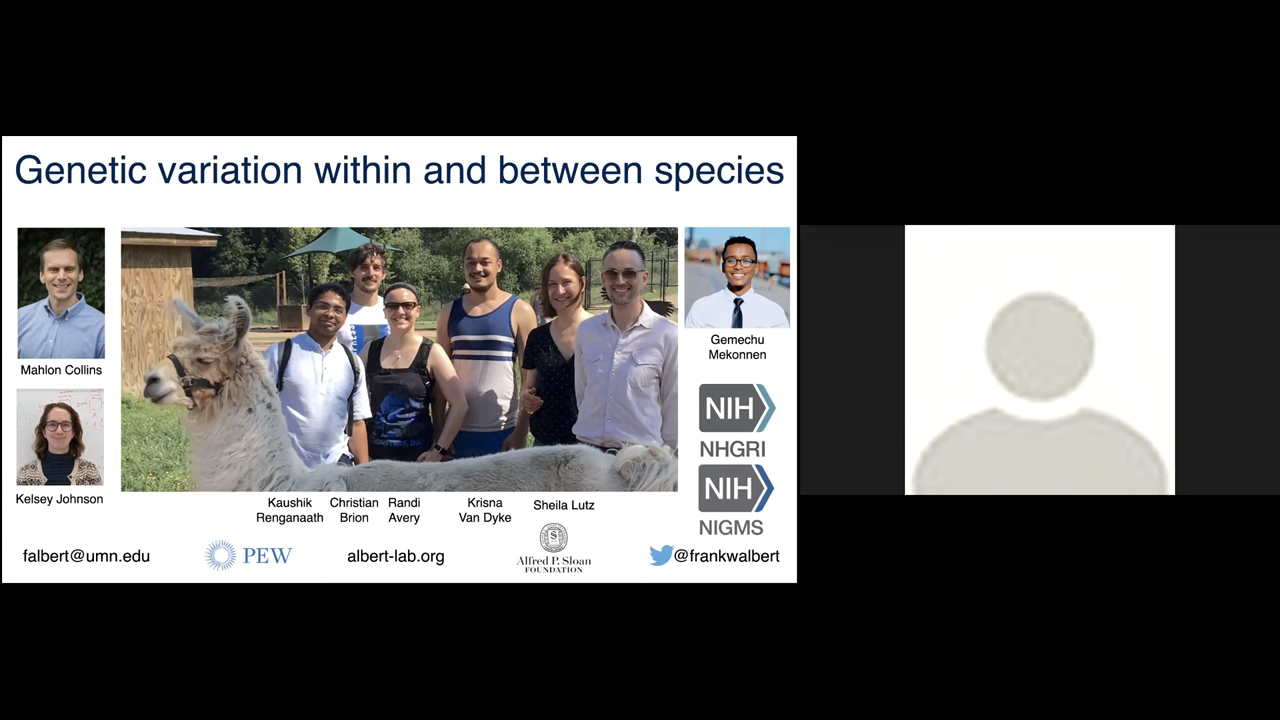 Genetic variation within and between species
Mahlon Collins
Kelsey Johnson
Kaushik
Renganaath
Christian
Brion
Randi
Avery
Krisna
Van Dyke
Sheila Lutz
Gemechu
Mekonnen
NIH
NHGRI
NIH
NIGMS
falbert@umn.edu
PEW
albert-lab.org
Alfred P. Sloan
FOUNDATION
@frankwalbert